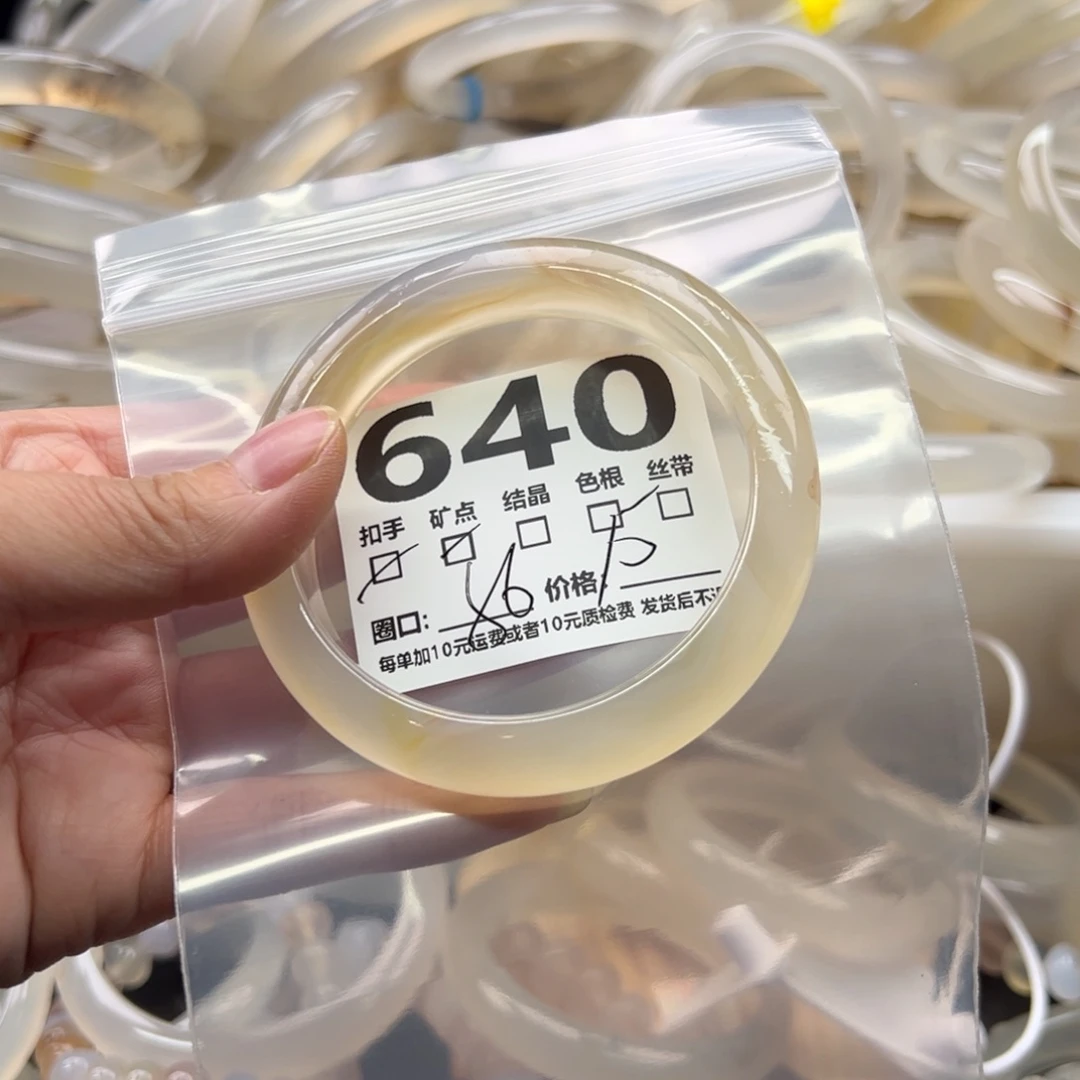 640
扣手 矿点 结晶 色根 丝带
圈口: 价格:
每单加10元运费或者10元质检费 发货后不